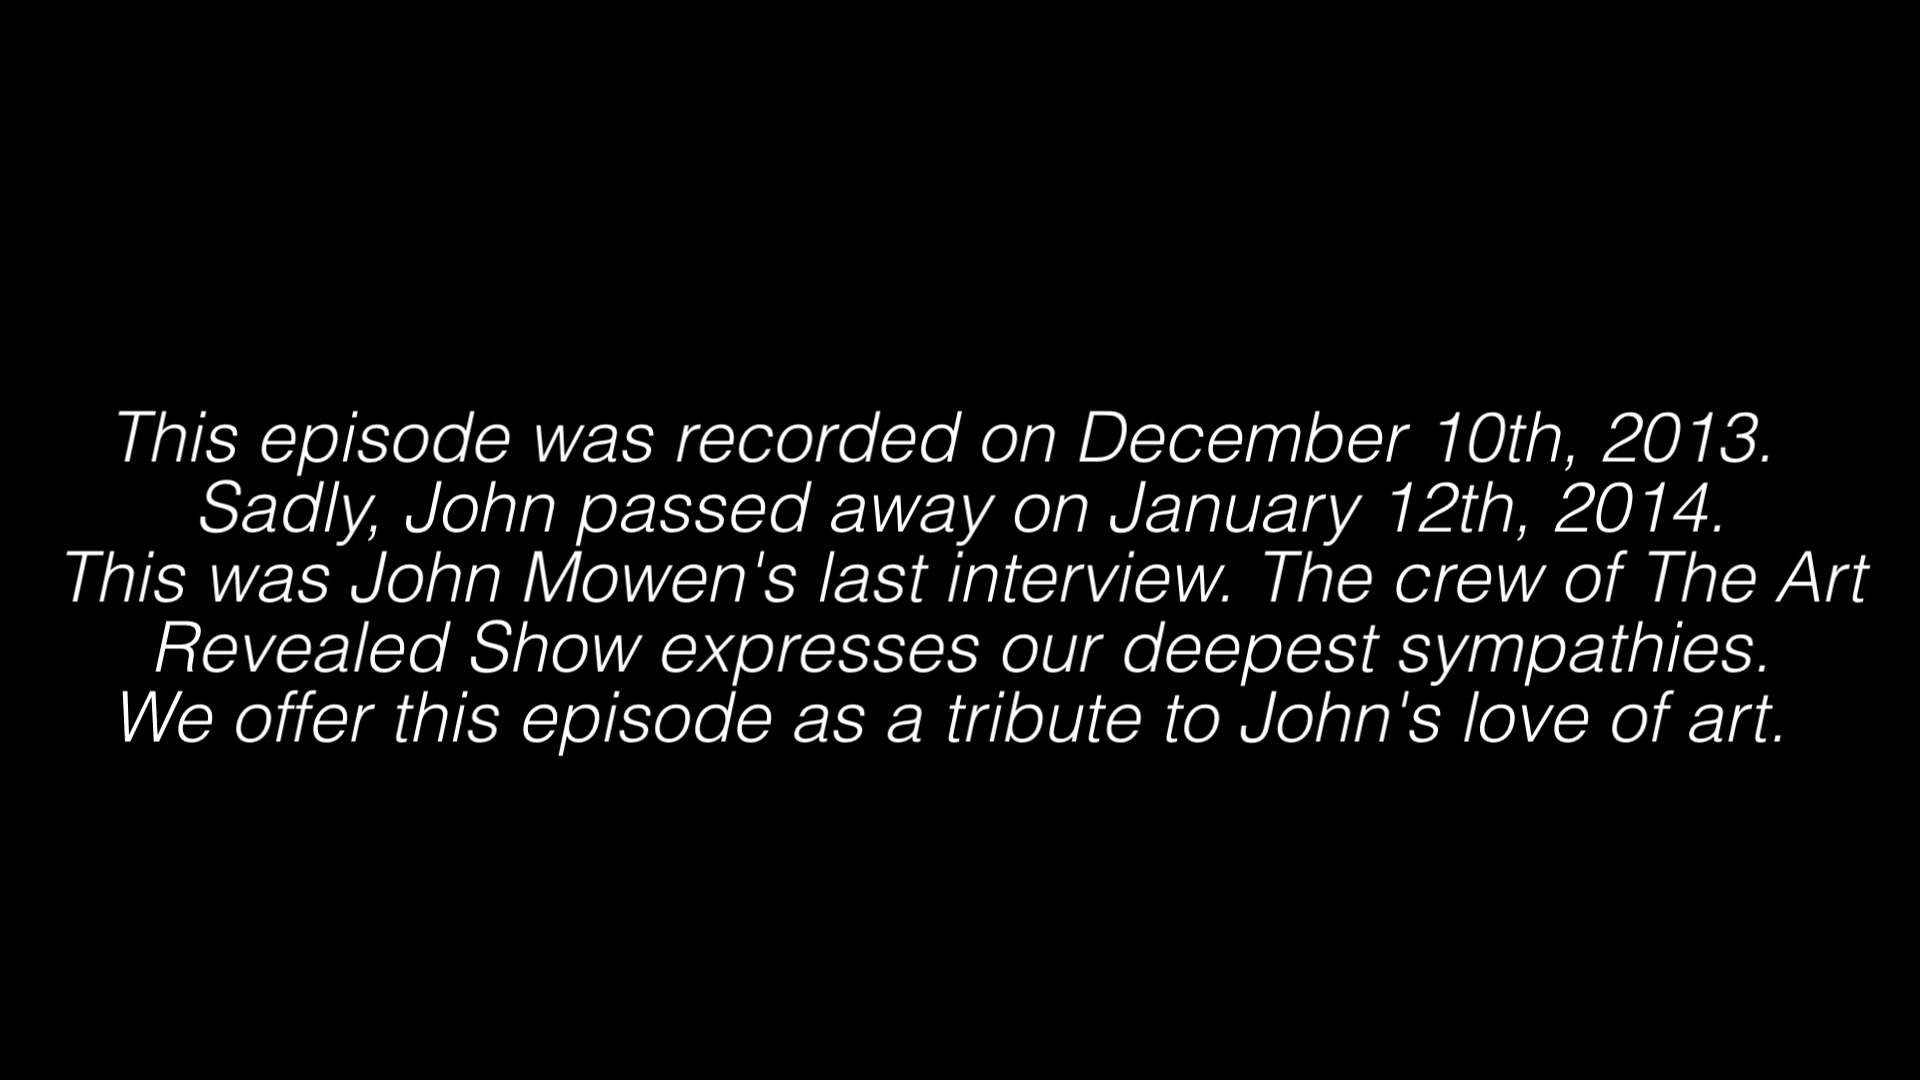 This episode was recorded on December 10th, 2013.
Sadly, John passed away on January 12th, 2014.
This was John Mowen's last interview. The crew of The Art
Revealed Show expresses our deepest sympathies.
We offer this episode as a tribute to John's love of art.